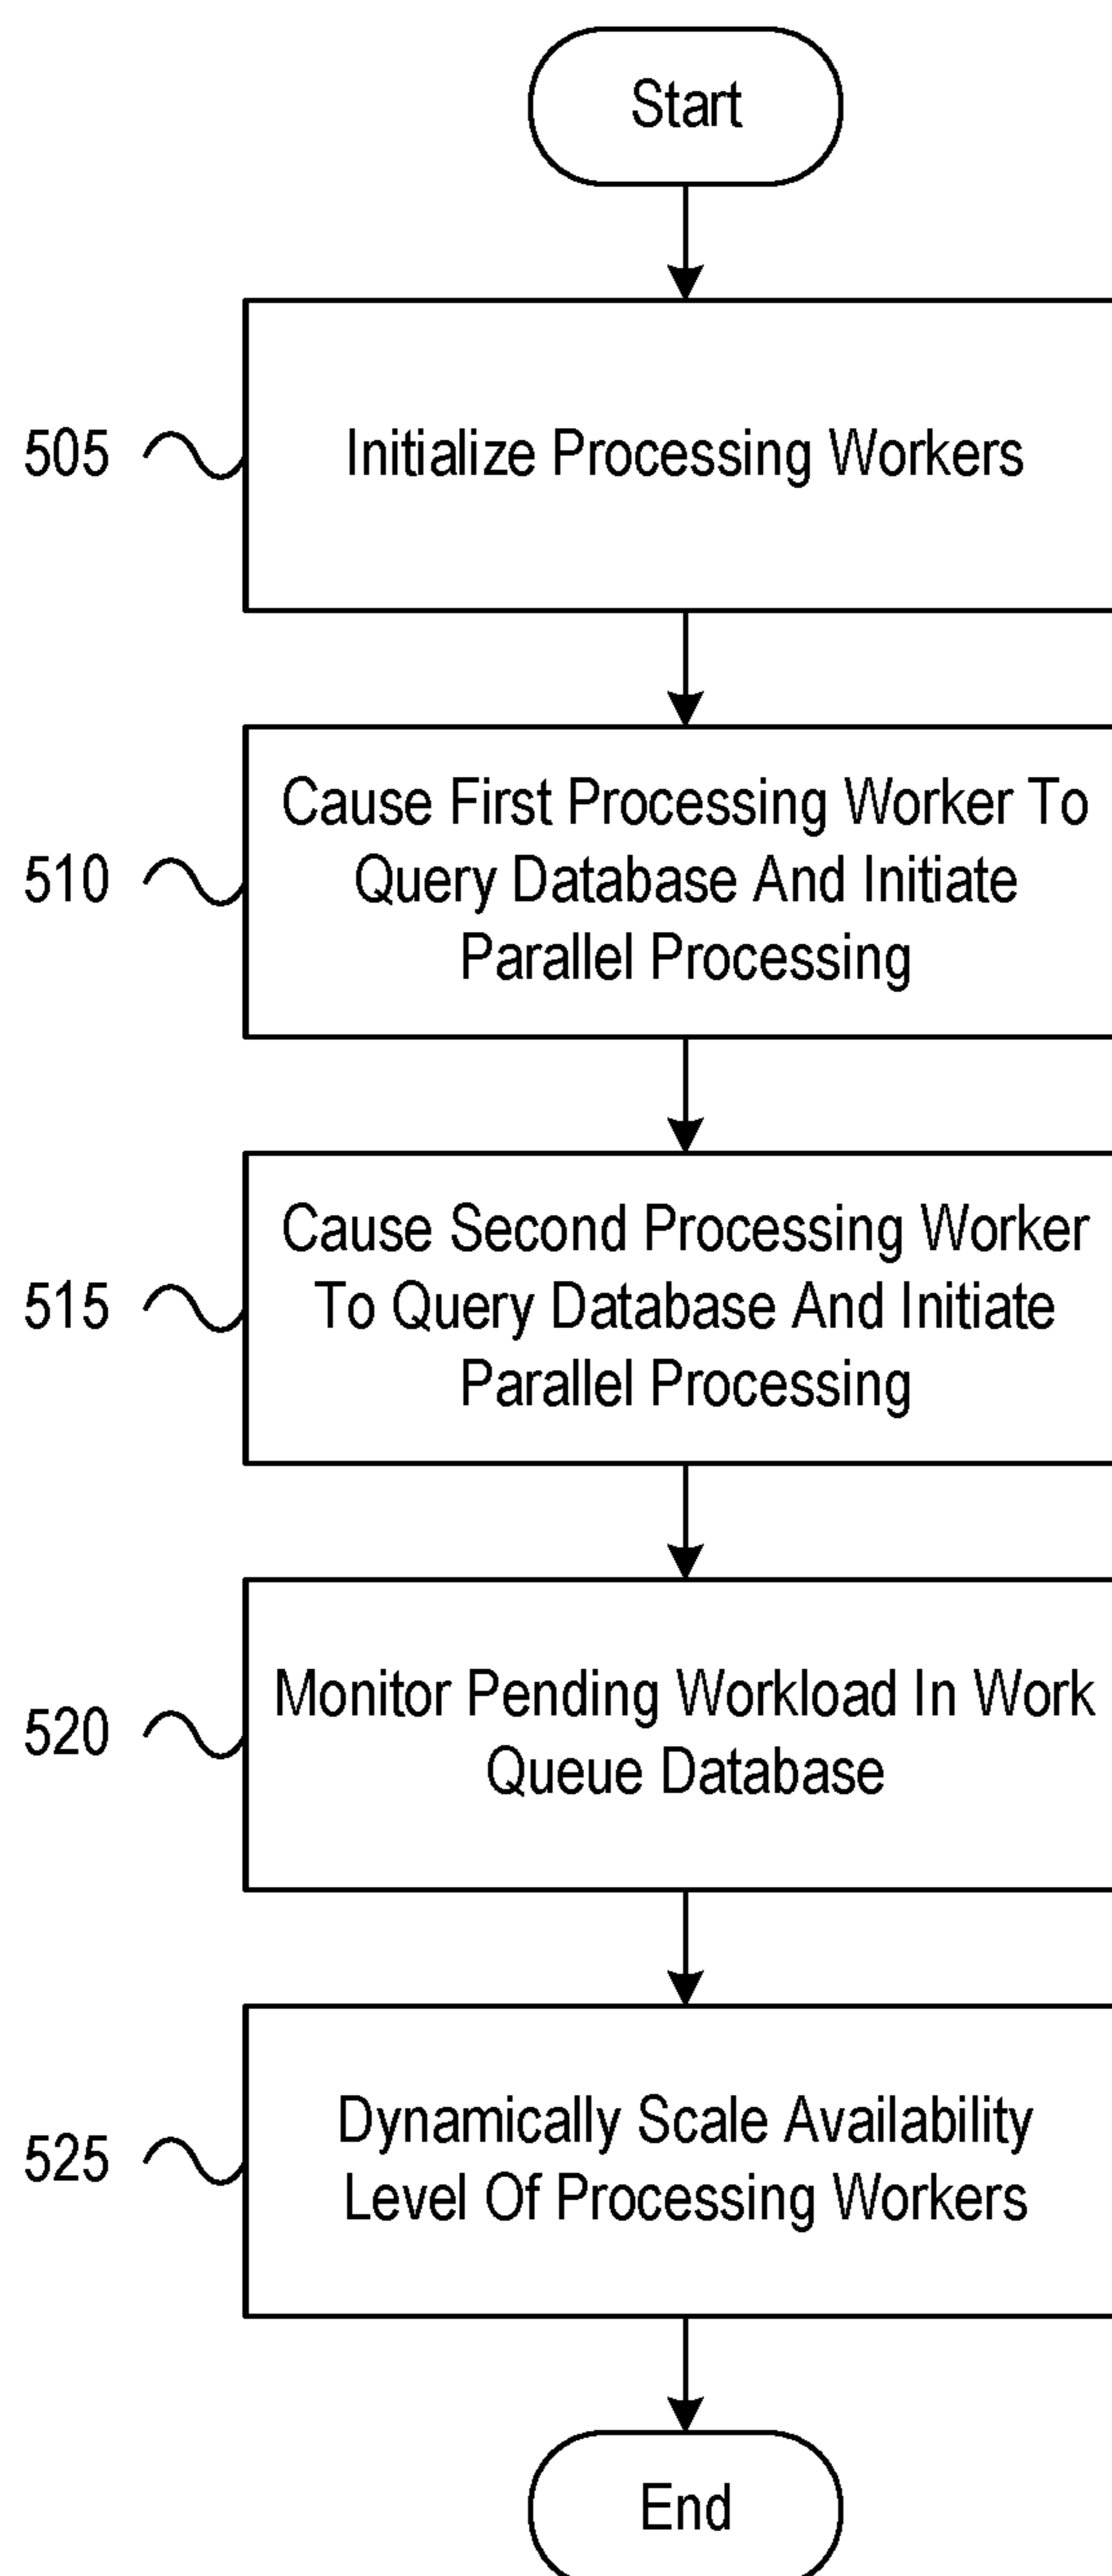 Start
505
Initialize Processing Workers
510
Cause First Processing Worker To
Query Database And Initiate
Parallel Processing
515
Cause Second Processing Worker
To Query Database And Initiate
Parallel Processing
520
Monitor Pending Workload In Work
Queue Database
525
Dynamically Scale Availability
Level Of Processing Workers
End